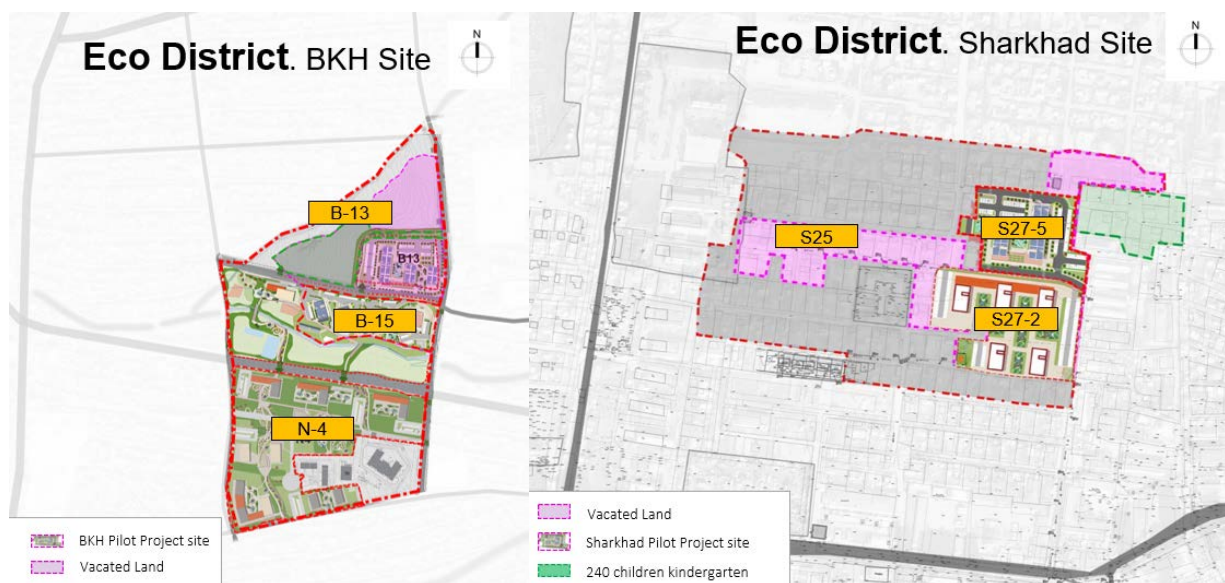 Eco District. BKH Site
N
B-13
B13
B-15
N-4
BKH Pilot Project site
Vacated Land
Eco District. Sharkhad Site
N
S25
S27-5
S27-2
Vacated Land
Sharkhad Pilot Project site
240 children kindergarten